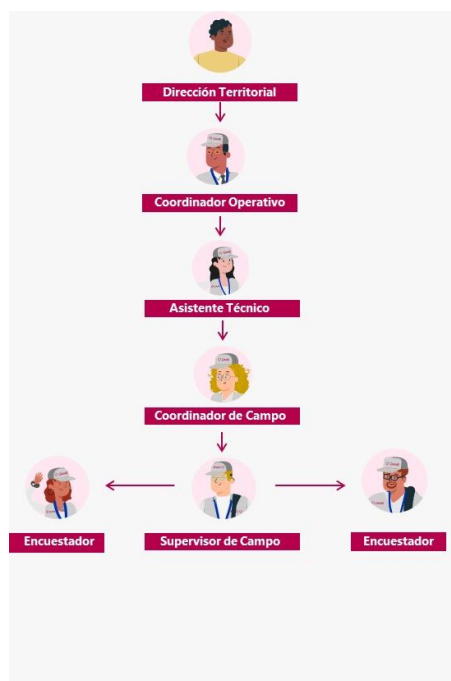 Dirección Territorial
Coordinador Operativo
Asistente Técnico
Coordinador de Campo
Encuestador
Supervisor de Campo
Encuestador